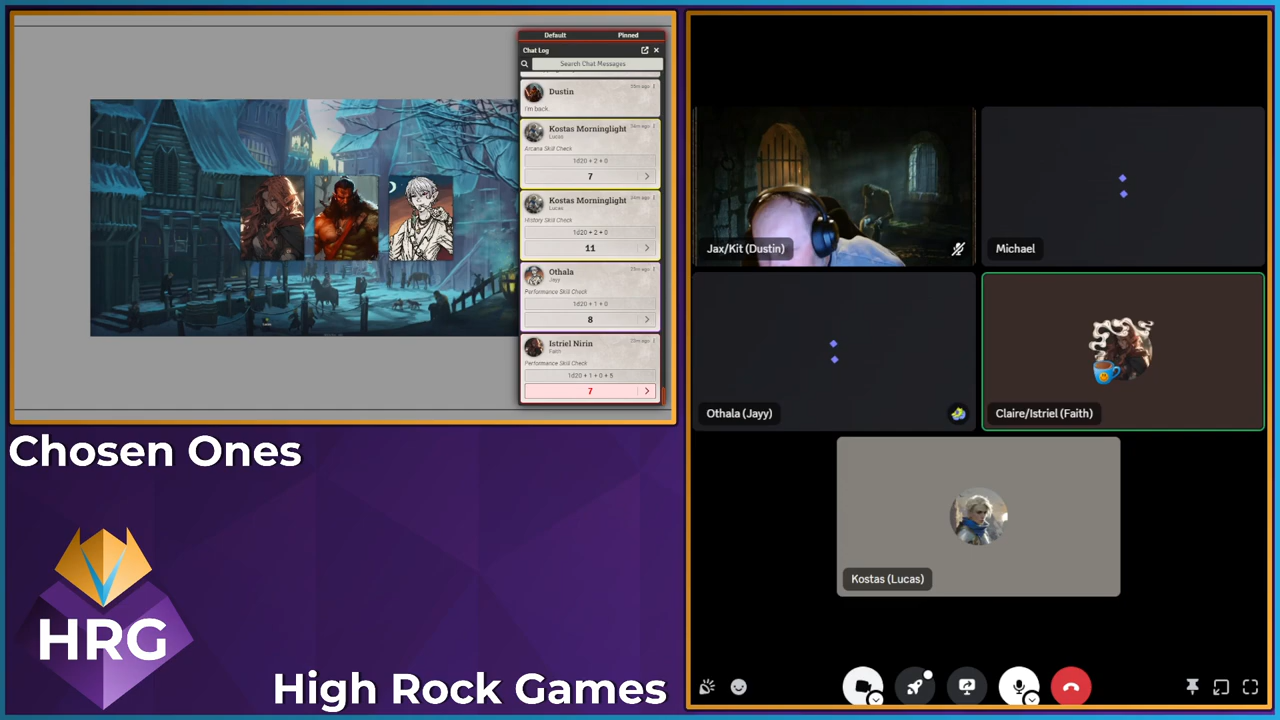 Default Pinned
Chat Log
Search Chat Messages
Dustin
I'm back.
Kostas Morninglight
Lucas
Arcana Skill Check
1d20 + 2 + 0
7
Kostas Morninglight
Lucas
History Skill Check
1d20 + 2 + 0
11
Othala
Jayy
Performance Skill Check
1d20 + 1 + 0
8
Istriel Nirin
Faith
Performance Skill Check
1d20 + 1 + 0 + 5
7
Chosen Ones
HRG
High Rock Games
Jax/Kit (Dustin)
Michael
Othala (Jayy)
Claire/Istriel (Faith)
Kostas (Lucas)